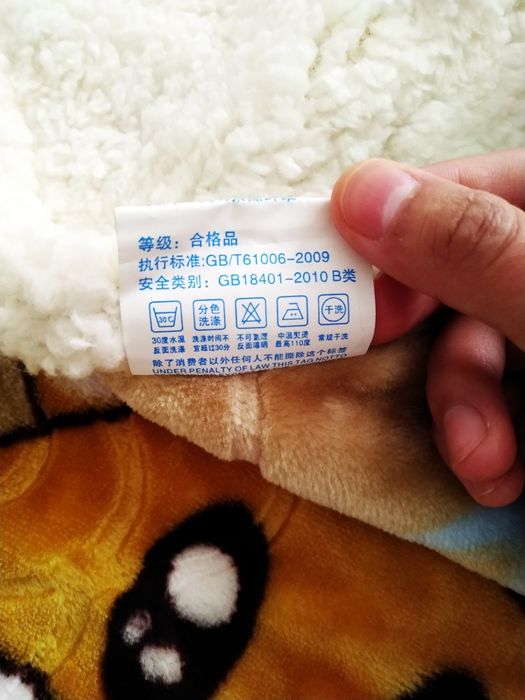 等级：合格品
执行标准:GB/T61006-2009
安全类别：GB18401-2010 B类
30℃ 分色洗涤 干洗
30度水温 洗涤时间不 不可氯漂 中温熨烫 常规干洗
反面洗涤 宜超过30分 反面晾晒 最高110度
除了消费者以外任何人不能撕除这个标签
UNDER PENALTY OF LAW THIS TAG NOTTO